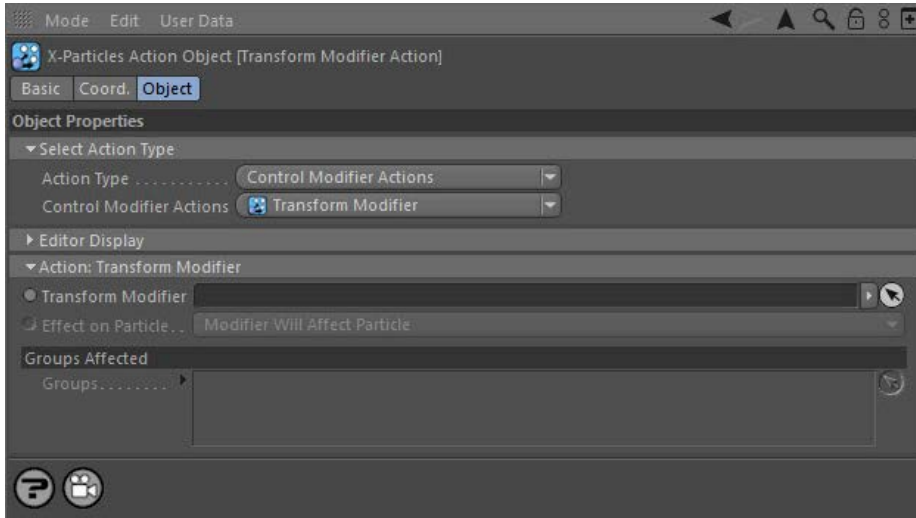 Mode Edit User Data
X-Particles Action Object [Transform Modifier Action]
Basic Coord. Object
Object Properties
Select Action Type
Action Type . . . . . . . . . . . Control Modifier Actions
Control Modifier Actions Transform Modifier
Editor Display
Action: Transform Modifier
Transform Modifier
Effect on Particle . . Modifier Will Affect Particle
Groups Affected
Groups. . . . . . . .